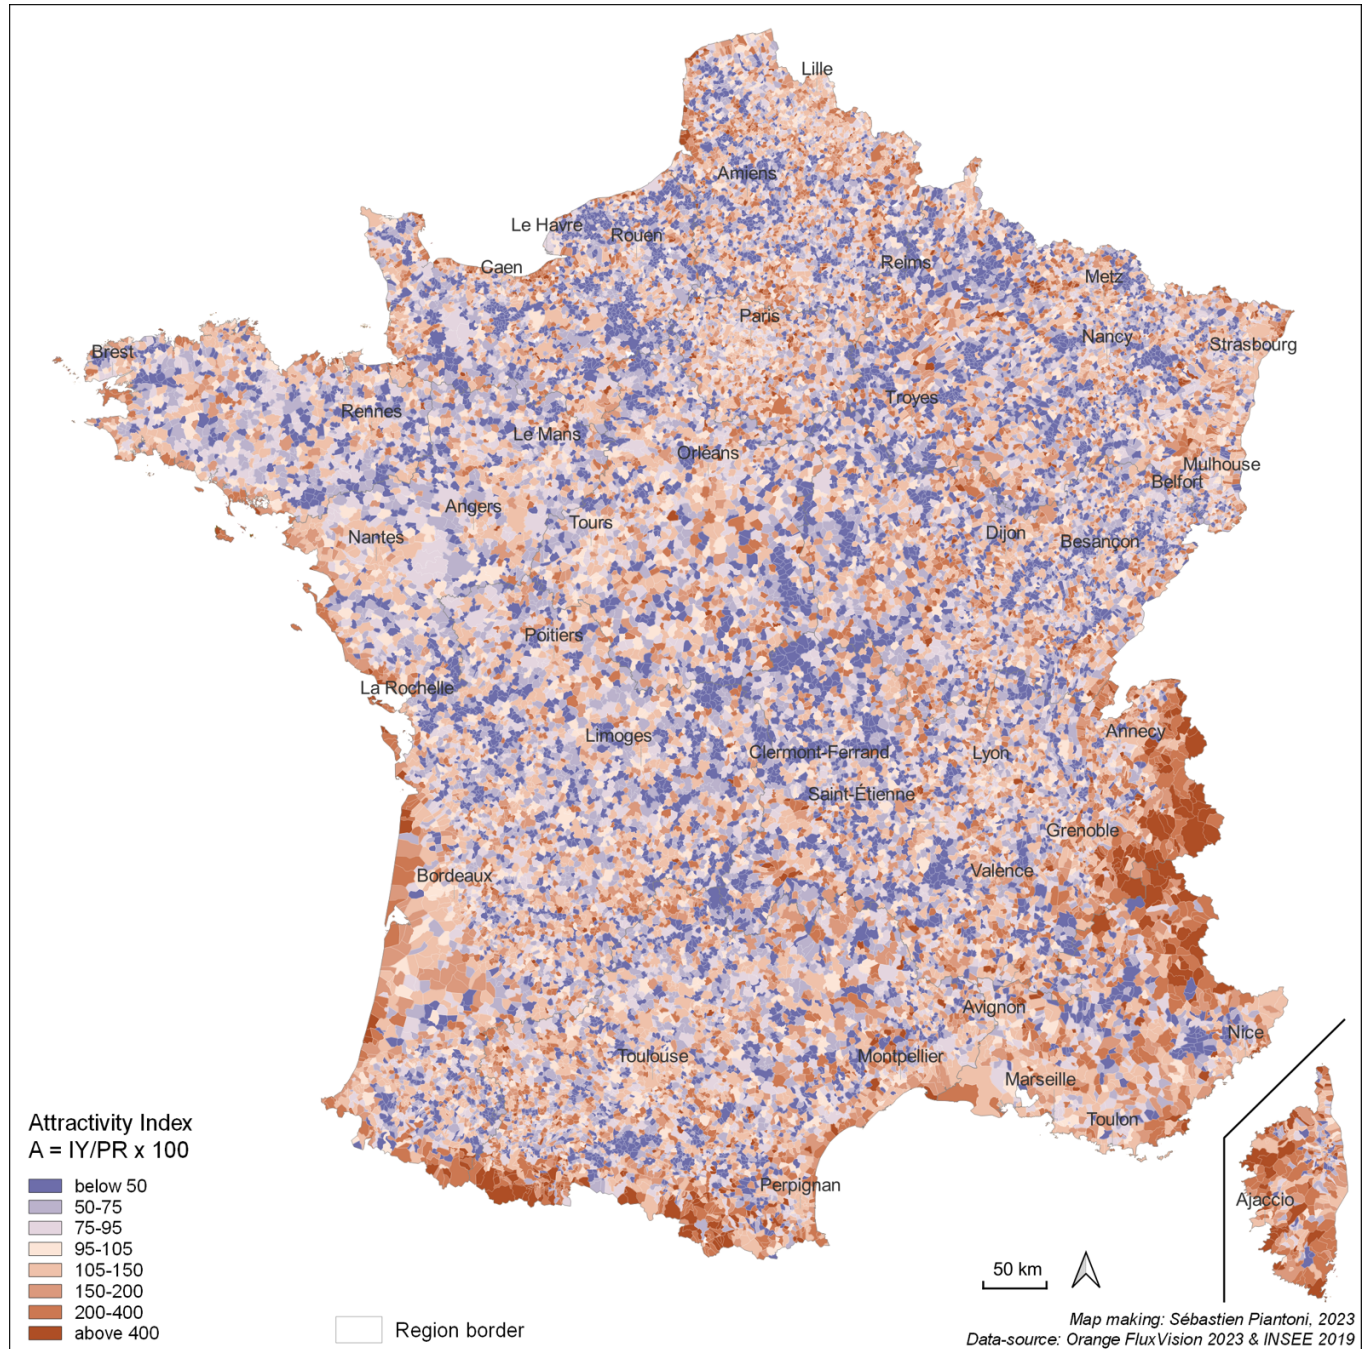 Lille
Amiens
Le Havre
Rouen
Reims
Caen
Metz
Paris
Nancy
Strasbourg
Brest
Rennes
Troyes
Le Mans
Orléans
Mulhouse
Belfort
Angers
Tours
Nantes
Dijon
Besançon
Poitiers
La Rochelle
Limoges
Clermont-Ferrand
Lyon
Annecy
Saint-Étienne
Grenoble
Bordeaux
Valence
Avignon
Nice
Toulouse
Montpellier
Marseille
Toulon
Perpignan
Ajaccio
Attractivity Index
A = IY/PR x 100
below 50
50-75
75-95
95-105
105-150
150-200
200-400
above 400
Region border
50 km
Map making: Sébastien Piantoni, 2023
Data-source: Orange FluxVision 2023 & INSEE 2019